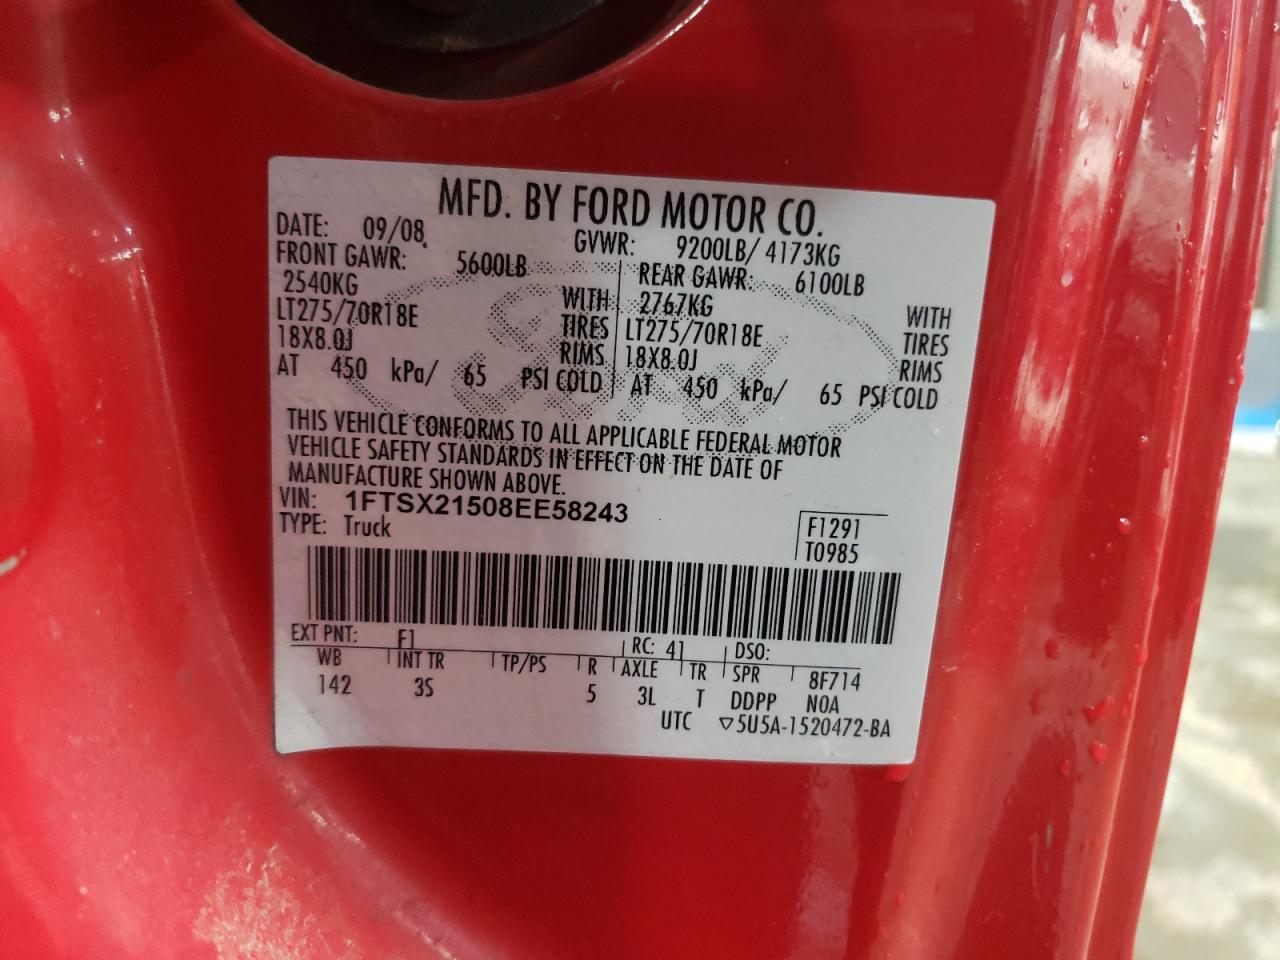 MFD. BY FORD MOTOR CO.
DATE: 09/08 GVWR: 9200LB/ 4173KG
FRONT GAWR: 5600LB REAR GAWR: 6100LB
2540KG WITH 2767KG WITH
LT275/70R18E TIRES LT275/70R18E TIRES
18X8.0J RIMS 18X8.0J RIMS
AT 450 kPa/ 65 PSI COLD AT 450 kPa/ 65 PSI COLD
THIS VEHICLE CONFORMS TO ALL APPLICABLE FEDERAL MOTOR
VEHICLE SAFETY STANDARDS IN EFFECT ON THE DATE OF
MANUFACTURE SHOWN ABOVE.
VIN: 1FTSX21508EE58243
TYPE: Truck F1291
T0985
EXT PNT: F1 RC: 41 DSO:
WB INT TR TP/PS R AXLE TR SPR 8F714
142 3S 5 3L T DDPP NOA
UTC ▽5U5A-1520472-BA